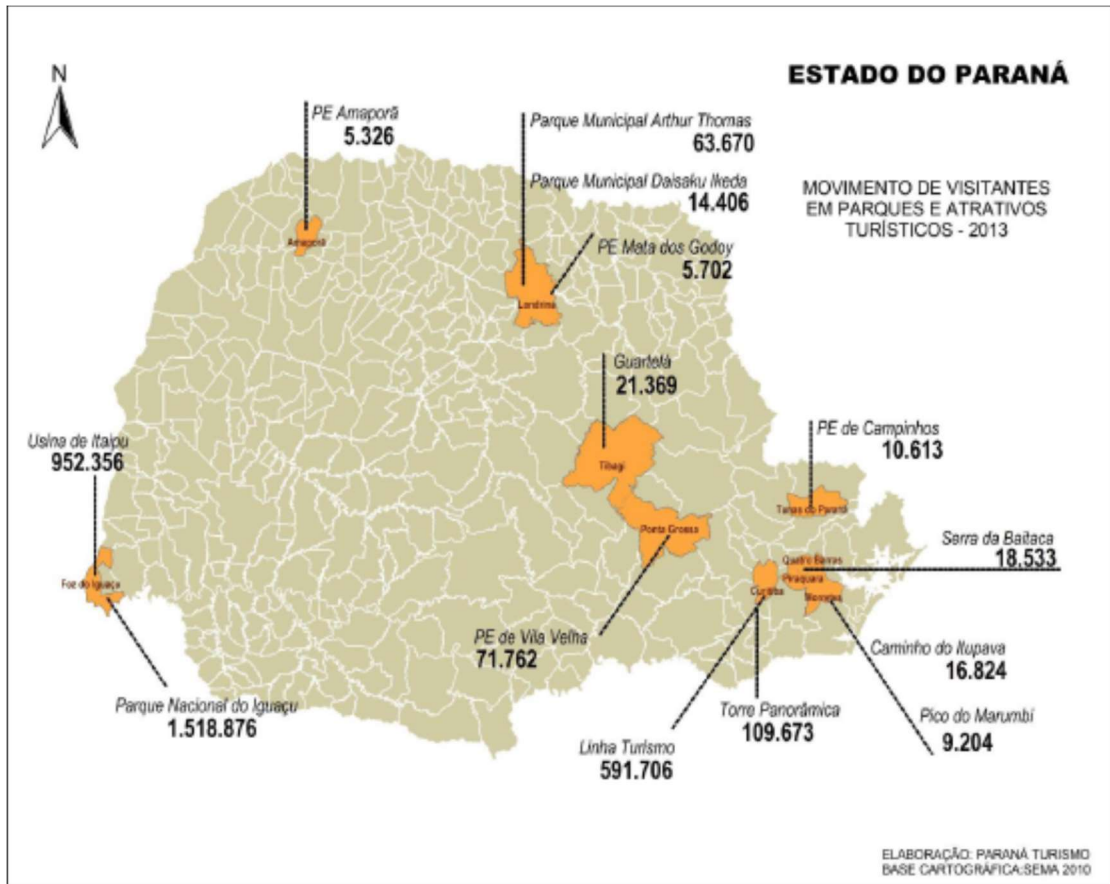 N
ESTADO DO PARANÁ
MOVIMENTO DE VISITANTES
EM PARQUES E ATRATIVOS
TURÍSTICOS - 2013
PE Amaporã
5.326
Amaporã
Parque Municipal Arthur Thomas
63.670
Parque Municipal Daisaku Ikeda
14.406
PE Mata dos Godoy
5.702
Londrina
Guartelá
21.369
Tibagi
Usina de Itaipu
952.356
Foz do Iguaçu
Parque Nacional do Iguaçu
1.518.876
PE de Campinhos
10.613
Tunas do Paraná
Ponta Grossa
PE de Vila Velha
71.762
Serra da Baitaca
18.533
Quatro Barras
Piraquara
Curitiba
Morretes
Caminho do Itupava
16.824
Pico do Marumbi
9.204
Torre Panorâmica
109.673
Linha Turismo
591.706
ELABORAÇÃO: PARANÁ TURISMO
BASE CARTOGRÁFICA:SEMA 2010